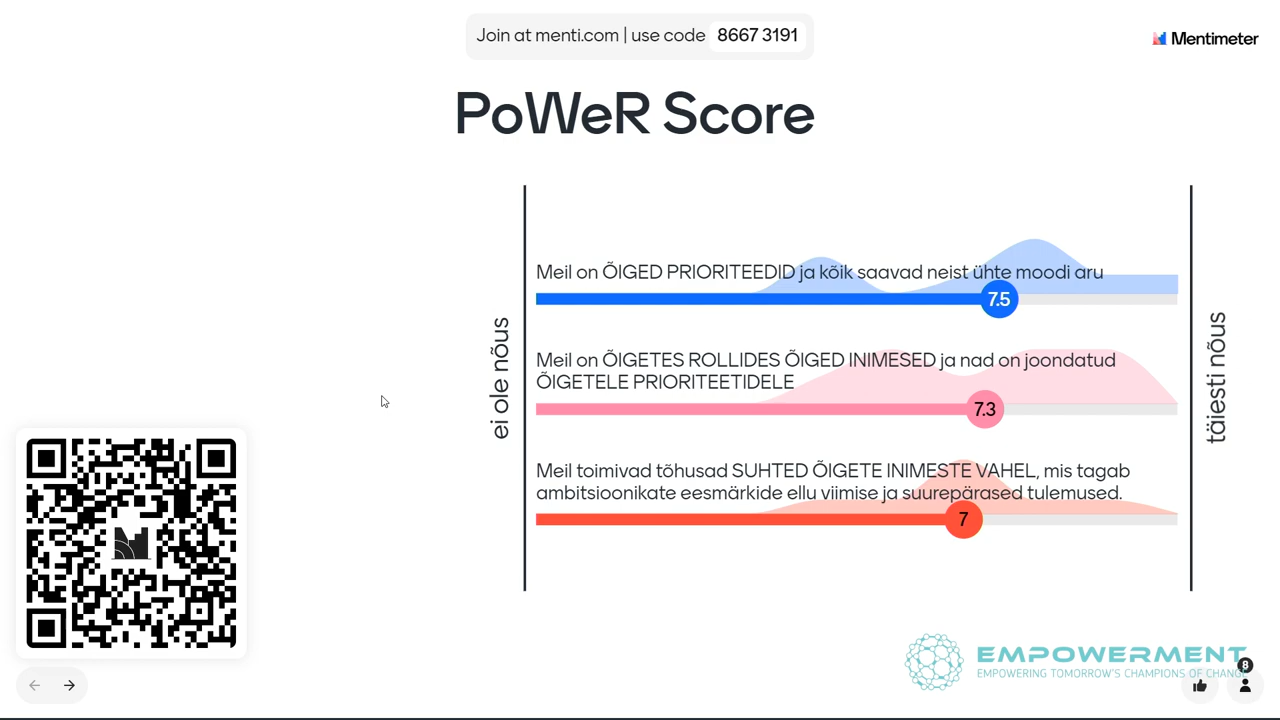 Join at menti.com | use code 8667 3191
Mentimeter
PoWeR Score
ei ole nõus
Meil on ÕIGED PRIORITEEDID ja kõik saavad neist ühte moodi aru
7.5
Meil on ÕIGETES ROLLIDES ÕIGED INIMESED ja nad on joondatud
ÕIGETELE PRIORITEETIDELE
7.3
Meil toimivad tõhusad SUHTED ÕIGETE INIMESTE VAHEL, mis tagab
ambitsioonikate eesmärkide ellu viimise ja suurepärased tulemused.
7
täiesti nõus
EMPOWERMENT
EMPOWERING TOMORROW'S CHAMPIONS OF CHANGE
8